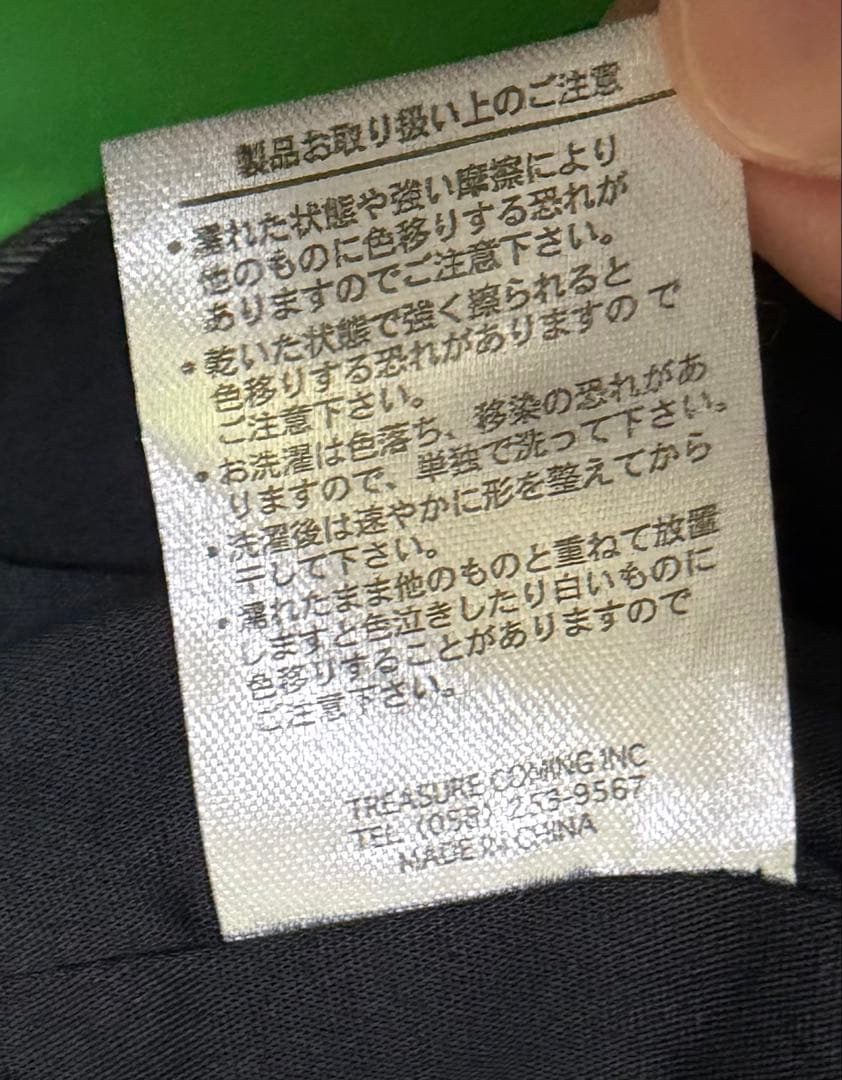 製品お取り扱い上のご注意
・濡れた状態や強い摩擦により
他のものに色移りする恐れが
ありますのでご注意下さい。
・乾いた状態で強く擦られると
色移りする恐れがありますので
ご注意下さい。
・お洗濯は色落ち、移染の恐れがあ
りますので、単独で洗って下さい。
・洗濯後は速やかに形を整えてから
干して下さい。
・濡れたまま他のものと重ねて放置
しますと色泣きしたり白いものに
色移りすることがありますので
ご注意下さい。
TREASURE COMING INC
TEL (058) 253-9567
MADE IN CHINA